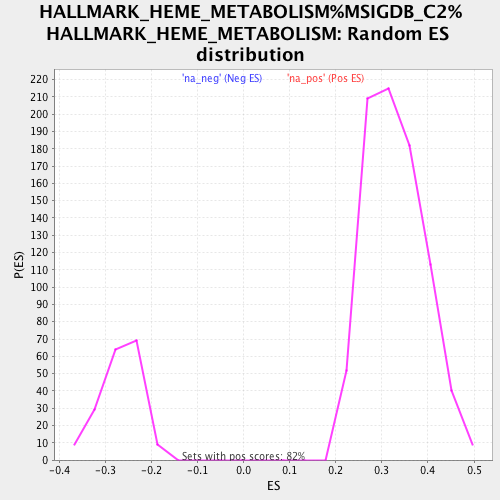 HALLMARK_HEME_METABOLISM%MSIGDB_C2%
HALLMARK_HEME_METABOLISM: Random ES
distribution
'na_neg' (Neg ES) 'na_pos' (Pos ES)
220
210
200
190
180
170
160
150
140
130
120
110
100
90
80
70
60
50
40
30
20
10
0
P(ES)
Sets with pos scores: 82%
-0.4 -0.3 -0.2 -0.1 0.0 0.1 0.2 0.3 0.4 0.5
ES